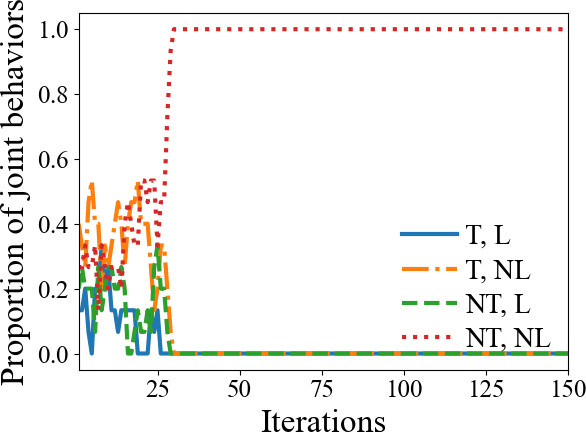 Proportion of joint behaviors
1.0
0.8
0.6
0.4
0.2
0.0
T, L
T, NL
NT, L
NT, NL
25 50 75 100 125 150
Iterations